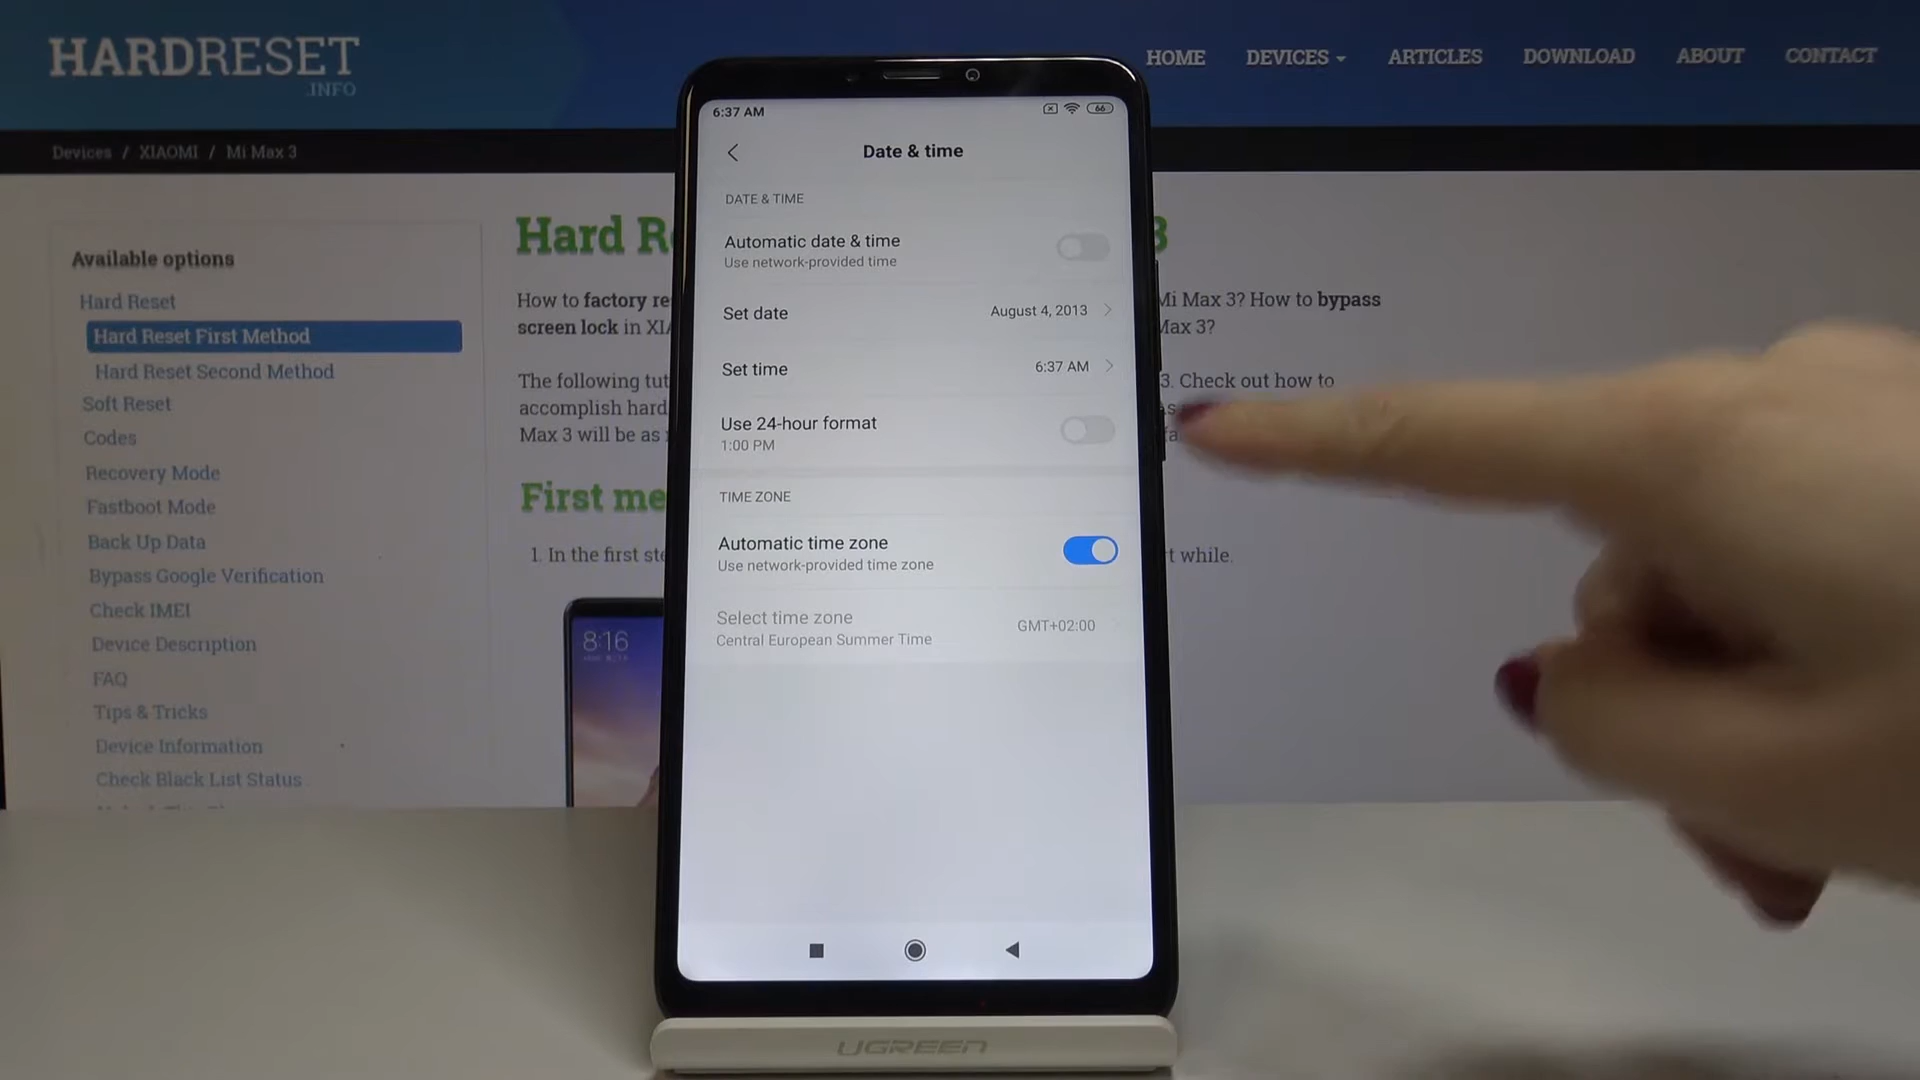 HARDRESET
.INFO
HOME DEVICES ARTICLES DOWNLOAD ABOUT CONTACT
Devices / XIAOMI / Mi Max 3
Available options
Hard Reset
Hard Reset First Method
Hard Reset Second Method
Soft Reset
Codes
Recovery Mode
Fastboot Mode
Back Up Data
Bypass Google Verification
Check IMEI
Device Description
FAQ
Tips & Tricks
Device Information
Check Black List Status
Hard 3
How to factory Mi Max 3? How to bypass
screen lock in Max 3?
The following 3. Check out how to
accomplish hard
Max 3 will be as
First
1. In the first while.
8:16
6:37 AM
66
Date & time
DATE & TIME
Automatic date & time
Use network-provided time
Set date August 4, 2013
Set time 6:37 AM
Use 24-hour format
1:00 PM
TIME ZONE
Automatic time zone
Use network-provided time zone
Select time zone GMT+02:00
Central European Summer Time
UGREEN